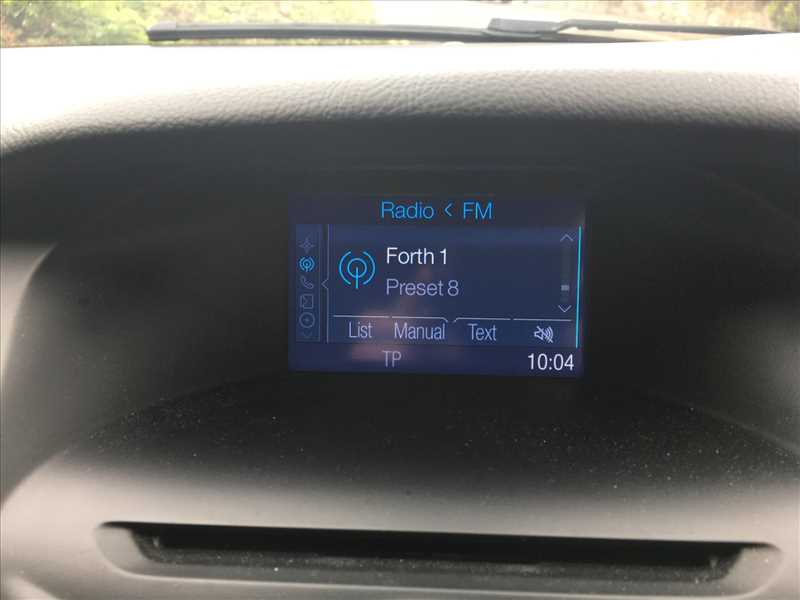 Radio < FM
Forth 1
Preset 8
List Manual Text
TP 10:04